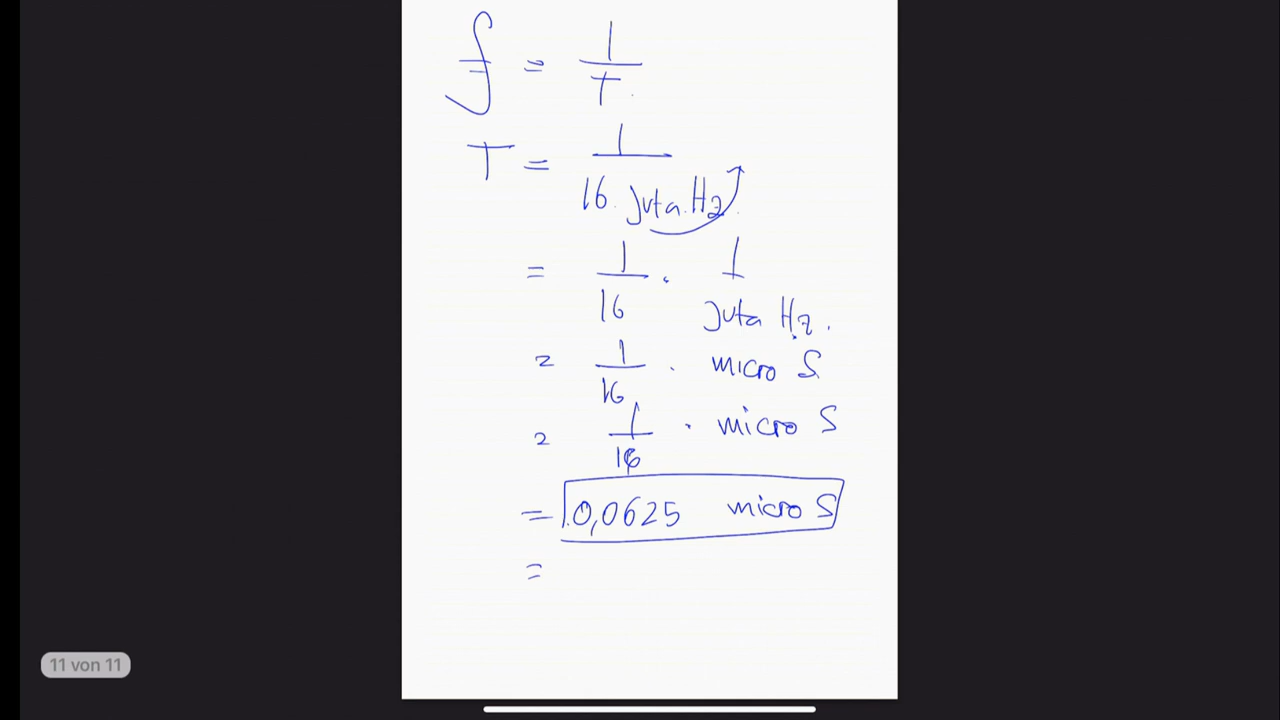 f = 1/T.
T = 1/16 juta Hz
= 1/16 . 1/juta Hz.
= 1/16 . micro S
= 1/16 . micro S
= 0,0625 micro S
=
11 von 11